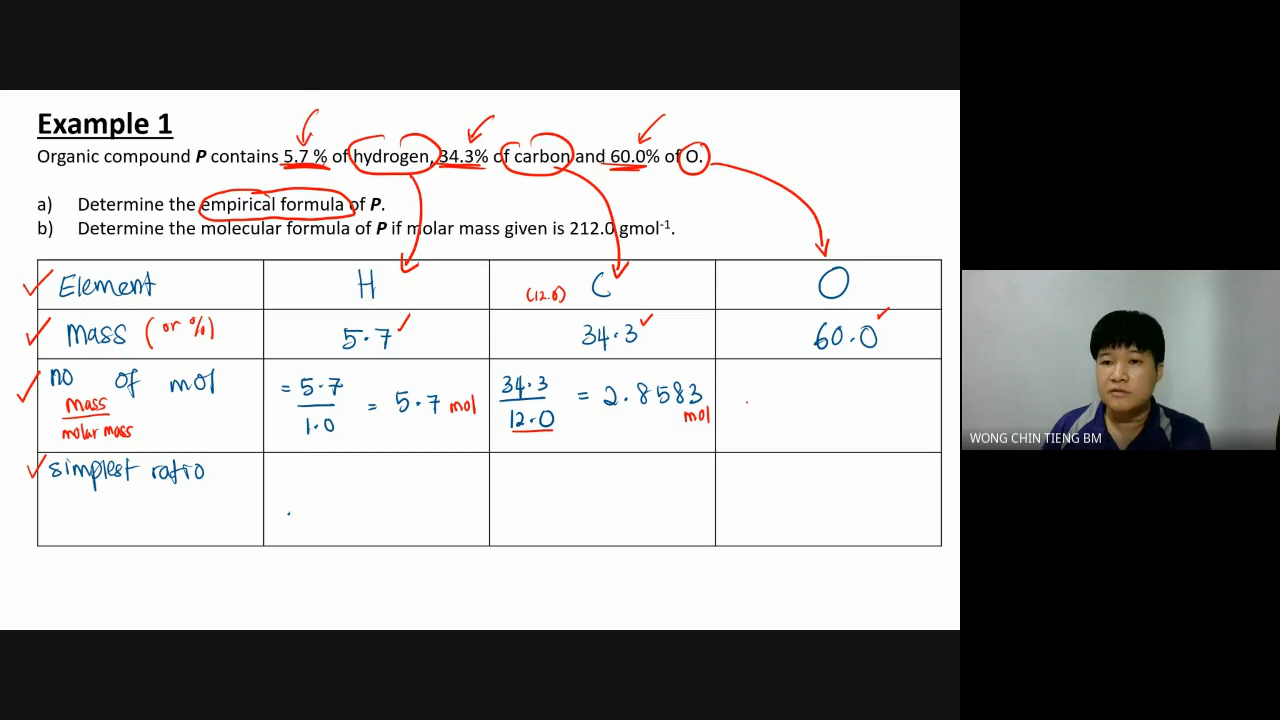 Example 1
Organic compound P contains 5.7 % of hydrogen, 34.3% of carbon and 60.0% of O.
a) Determine the empirical formula of P.
b) Determine the molecular formula of P if molar mass given is 212.0 gmol⁻¹.
Element H (12.0) C O
Mass (or %) 5.7 34.3 60.0
no of mol mass/molar mass = 5.7/1.0 = 5.7 mol 34.3/12.0 = 2.8583 mol
simplest ratio
WONG CHIN TIENG BM